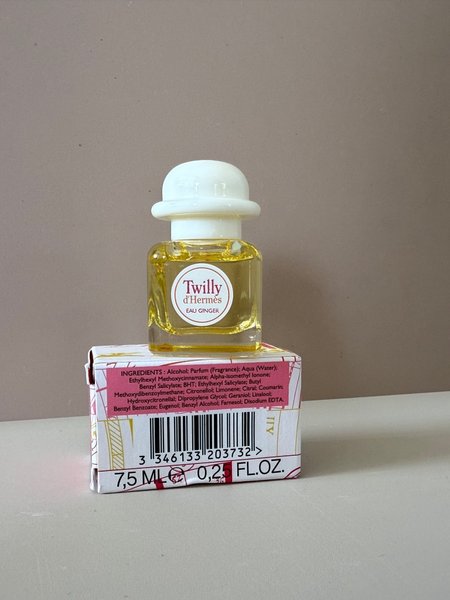 Twilly
d'Hermès
EAU GINGER
INGREDIENTS : Alcohol; Parfum (Fragrance); Aqua (Water);
Ethylhexyl Methoxycinnamate; Alpha-isomethyl Ionone;
Benzyl Salicylate; BHT; Ethylhexyl Salicylate; Butyl
Methoxydibenzoylmethane; Citronellol; Limonene; Citral; Coumarin;
Hydroxycitronellal; Dipropylene Glycol; Geraniol; Linalool;
Benzyl Benzoate; Eugenol; Benzyl Alcohol; Farnesol; Disodium EDTA.
3 346133 203732 >
7,5 ML℮ 0,25 FL.OZ.